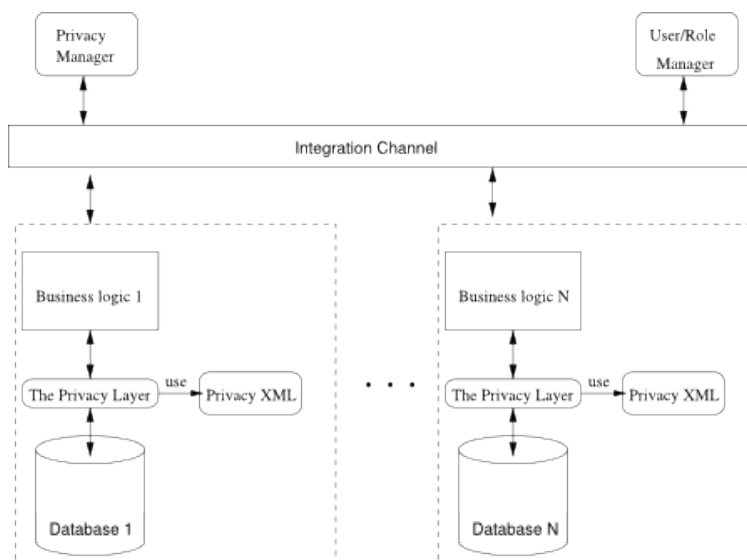 Privacy
Manager
User/Role
Manager
Integration Channel
Business logic 1
Business logic N
The Privacy Layer
use
Privacy XML
. . .
The Privacy Layer
use
Privacy XML
Database 1
Database N